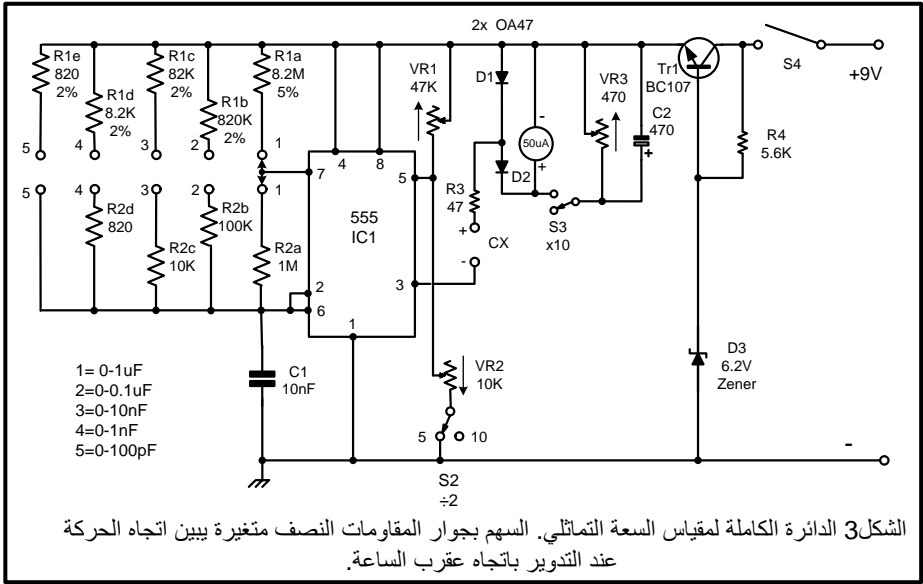 2x OA47
R1e
820
2%
R1d
8.2K
2%
R1c
82K
2%
R1b
820K
2%
R1a
8.2M
5%
VR1
47K
D1
50uA
-
+
D2
VR3
470
C2
470
+
Tr1
BC107
S4
+9V
R4
5.6K
5
4
3
2
1
5
4
3
2
1
7
4
8
5
555
IC1
3
2
6
1
R3
47
+
CX
-
S3
x10
R2d
820
R2c
10K
R2b
100K
R2a
1M
C1
10nF
VR2
10K
5
10
S2
÷2
D3
6.2V
Zener
-
1= 0-1uF
2=0-0.1uF
3=0-10nF
4=0-1nF
5=0-100pF
الشكل3 الدائرة الكاملة لمقياس السعة التماثلي. السهم بجوار المقاومات النصف متغيرة يبين اتجاه الحركة
عند التدوير باتجاه عقرب الساعة.